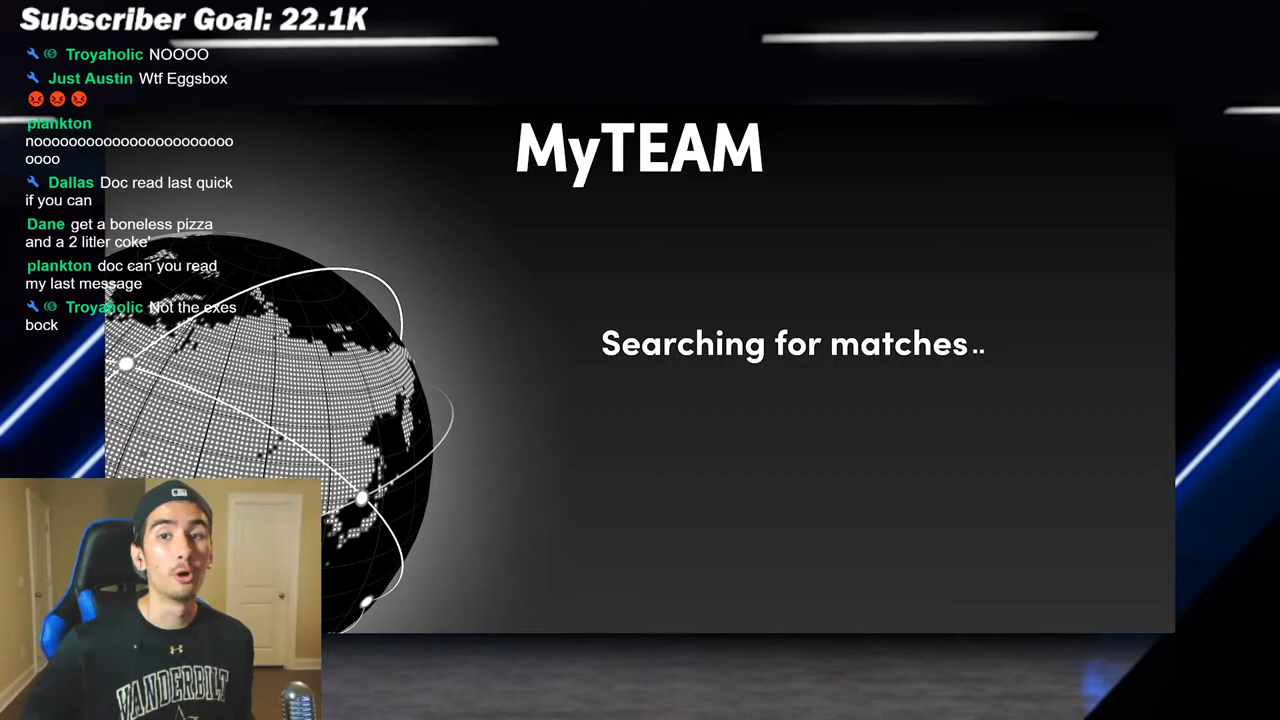 Subscriber Goal: 22.1K
Troyaholic NOOOO
Just Austin Wtf Eggsbox
plankton
nooooooooooooooooooooooo
oooo
Dallas Doc read last quick
if you can
Dane get a boneless pizza
and a 2 litler coke'
plankton doc can you read
my last message
Troyaholic Not the exes
bock
MyTEAM
Searching for matches..
VANDERBILT